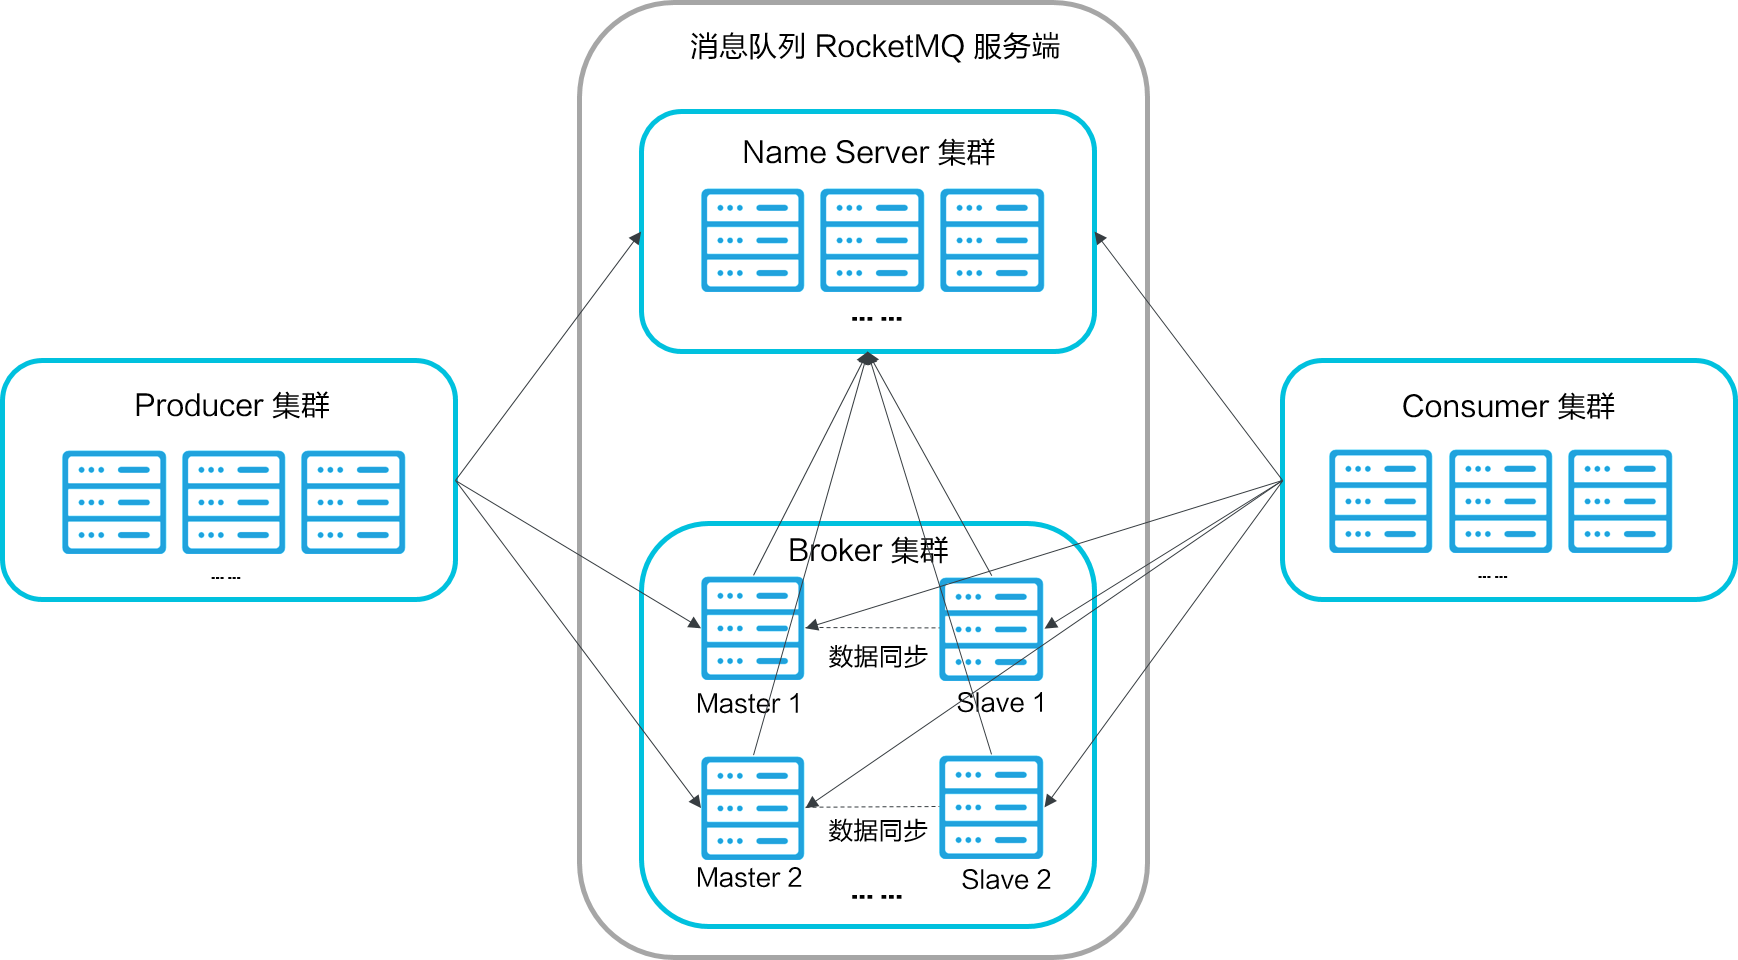 消息队列 RocketMQ 服务端
Name Server 集群
... ...
Producer 集群
... ...
Consumer 集群
... ...
Broker 集群
数据同步
Master 1
Slave 1
数据同步
Master 2
Slave 2
... ...